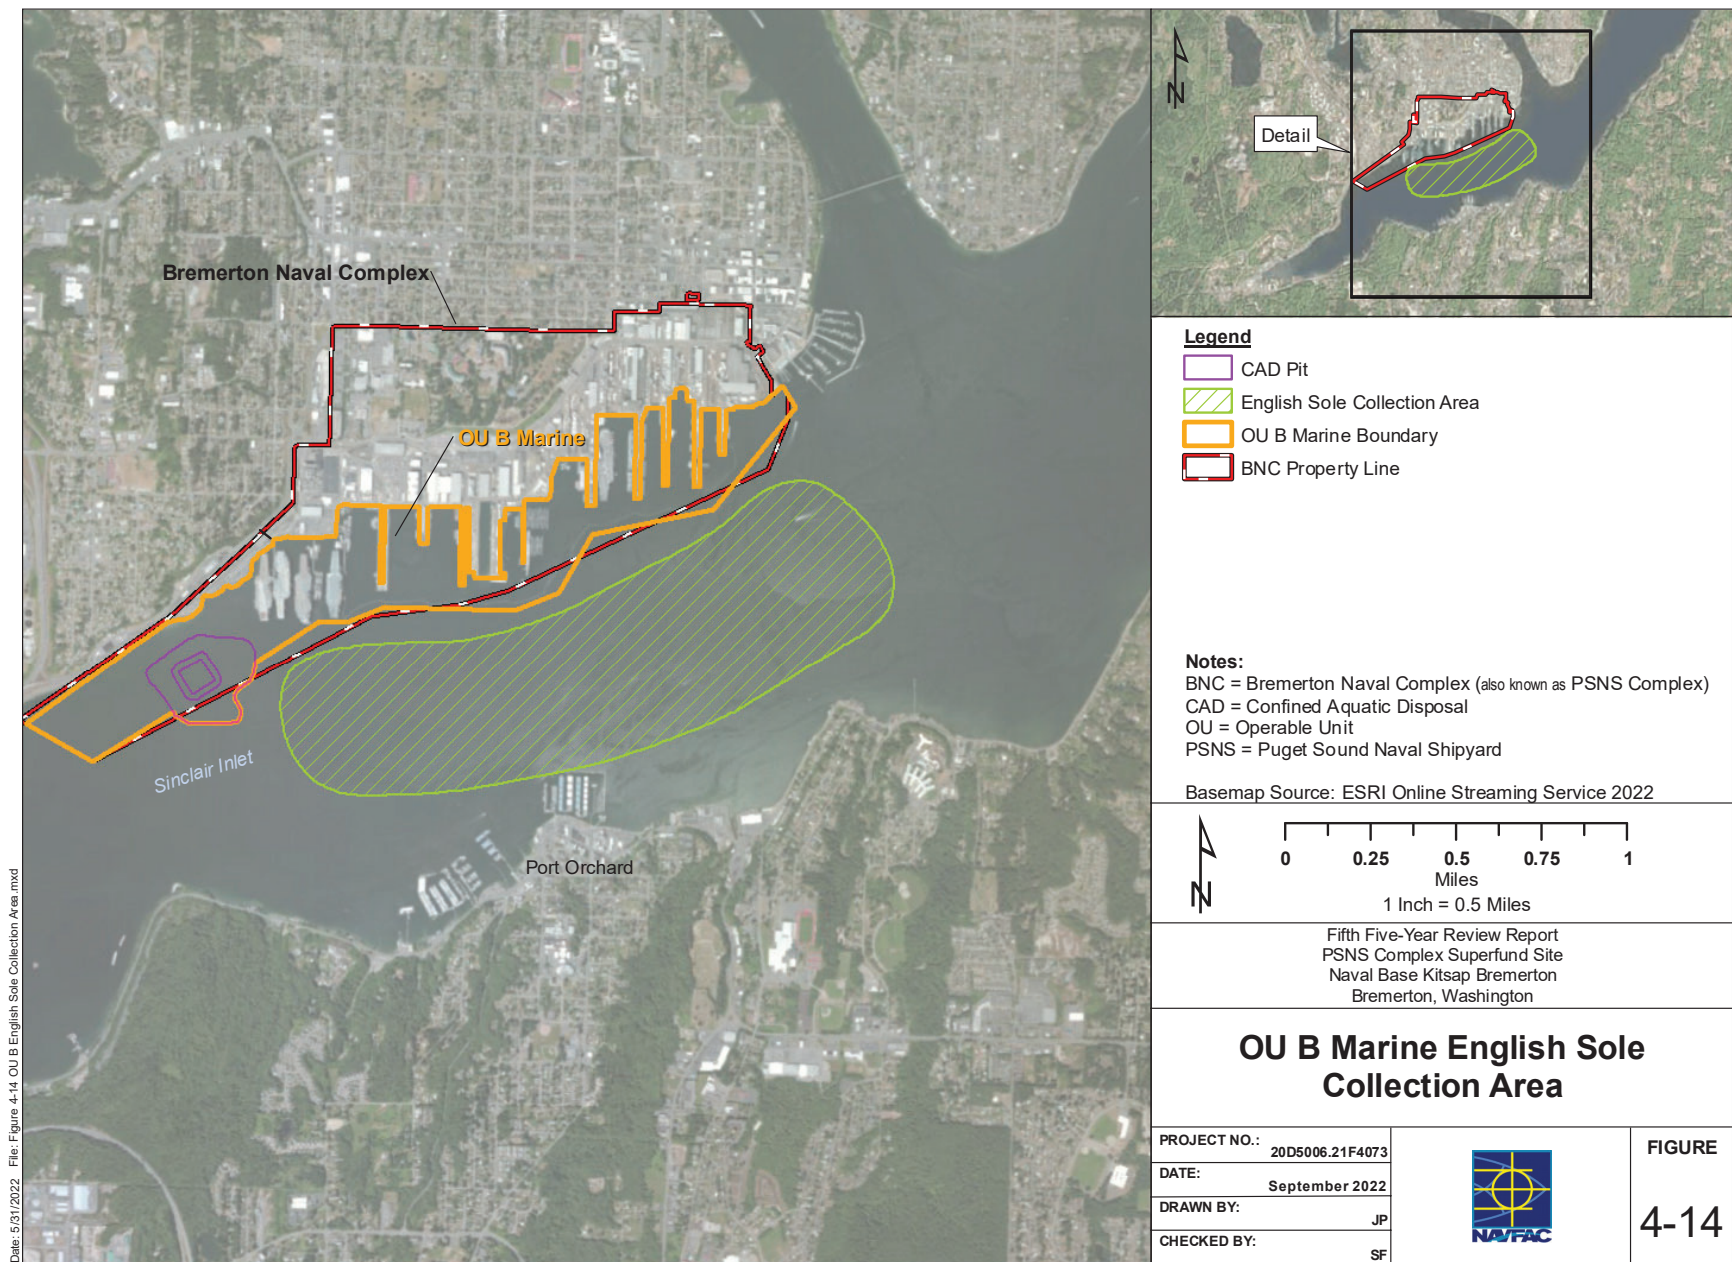 Bremerton Naval Complex
OU B Marine
Sinclair Inlet
Port Orchard
Date: 5/31/2022   File: Figure 4-14 OU B English Sole Collection Area.mxd
N
Detail
Legend
CAD Pit
English Sole Collection Area
OU B Marine Boundary
BNC Property Line
Notes:
BNC = Bremerton Naval Complex (also known as PSNS Complex)
CAD = Confined Aquatic Disposal
OU = Operable Unit
PSNS = Puget Sound Naval Shipyard
Basemap Source: ESRI Online Streaming Service 2022
N
0 0.25 0.5 0.75 1
Miles
1 Inch = 0.5 Miles
Fifth Five-Year Review Report
PSNS Complex Superfund Site
Naval Base Kitsap Bremerton
Bremerton, Washington
OU B Marine English Sole
Collection Area
PROJECT NO.:
20D5006.21F4073
DATE:
September 2022
DRAWN BY:
JP
CHECKED BY:
SF
NAVFAC
FIGURE
4-14